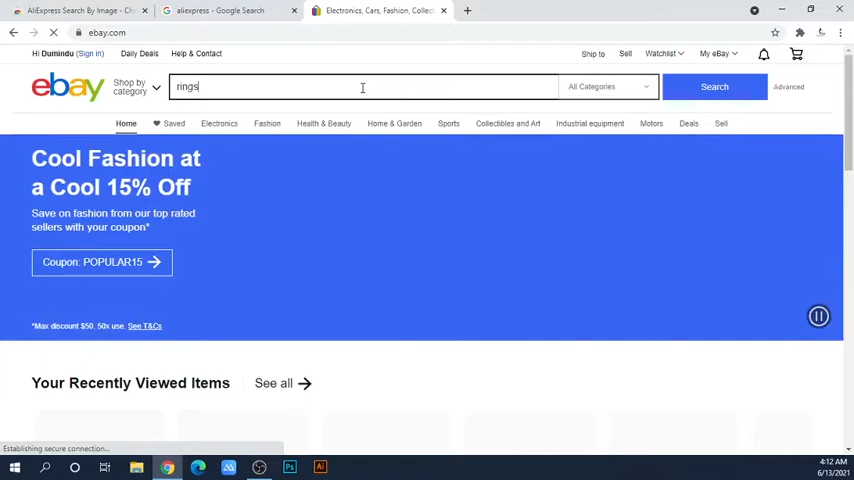 AliExpress Search By Image - Che
aliexpress - Google Search
Electronics, Cars, Fashion, Collect
ebay.com
Hi Dumindu (Sign in) Daily Deals Help & Contact Ship to Sell Watchlist My eBay
ebay Shop by category rings All Categories Search Advanced
Home Saved Electronics Fashion Health & Beauty Home & Garden Sports Collectibles and Art Industrial equipment Motors Deals Sell
Cool Fashion at
a Cool 15% Off
Save on fashion from our top rated
sellers with your coupon*
Coupon: POPULAR15
*Max discount $50, 50x use. See T&Cs
Your Recently Viewed Items See all
Establishing secure connection...
Ps Ai
4:12 AM
6/13/2021